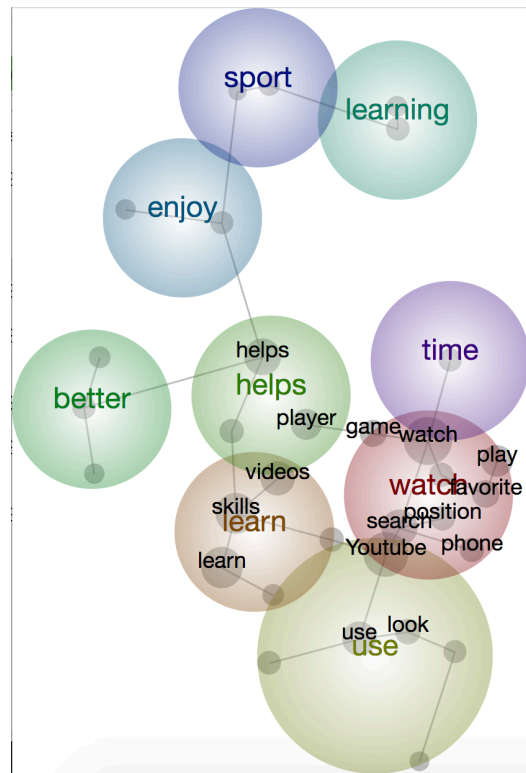 sport
learning
enjoy
helps
time
helps
better
player
game
watch
play
videos
watch
favorite
skills
position
search
learn
Youtube
phone
learn
look
use
use